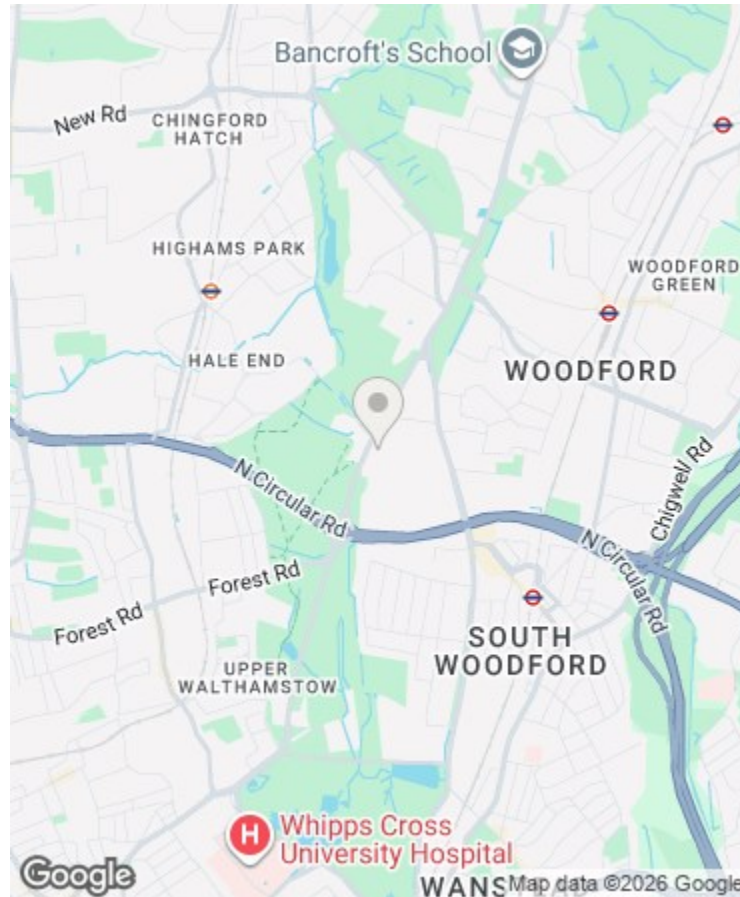 Bancroft's School
New Rd
CHINGFORD
HATCH
HIGHAMS PARK
WOODFORD
GREEN
HALE END
WOODFORD
N Circular Rd
Chigwell Rd
N Circular Rd
Forest Rd
Forest Rd
SOUTH
WOODFORD
UPPER
WALTHAMSTOW
H
Whipps Cross
University Hospital
Google
WANS
Map data ©2026 Google